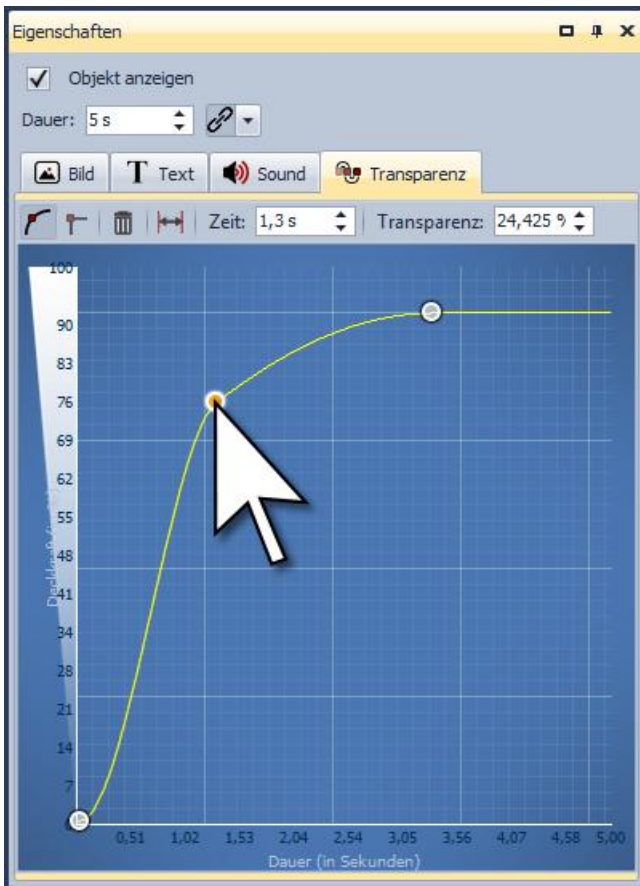 Eigenschaften
Objekt anzeigen
Dauer: 5 s
Bild Text Sound Transparenz
Zeit: 1,3 s Transparenz: 24,425 %
100
90
83
76
69
62
55
48
41
34
28
21
14
7
0,51 1,02 1,53 2,04 2,54 3,05 3,56 4,07 4,58 5,00
Dauer (in Sekunden)